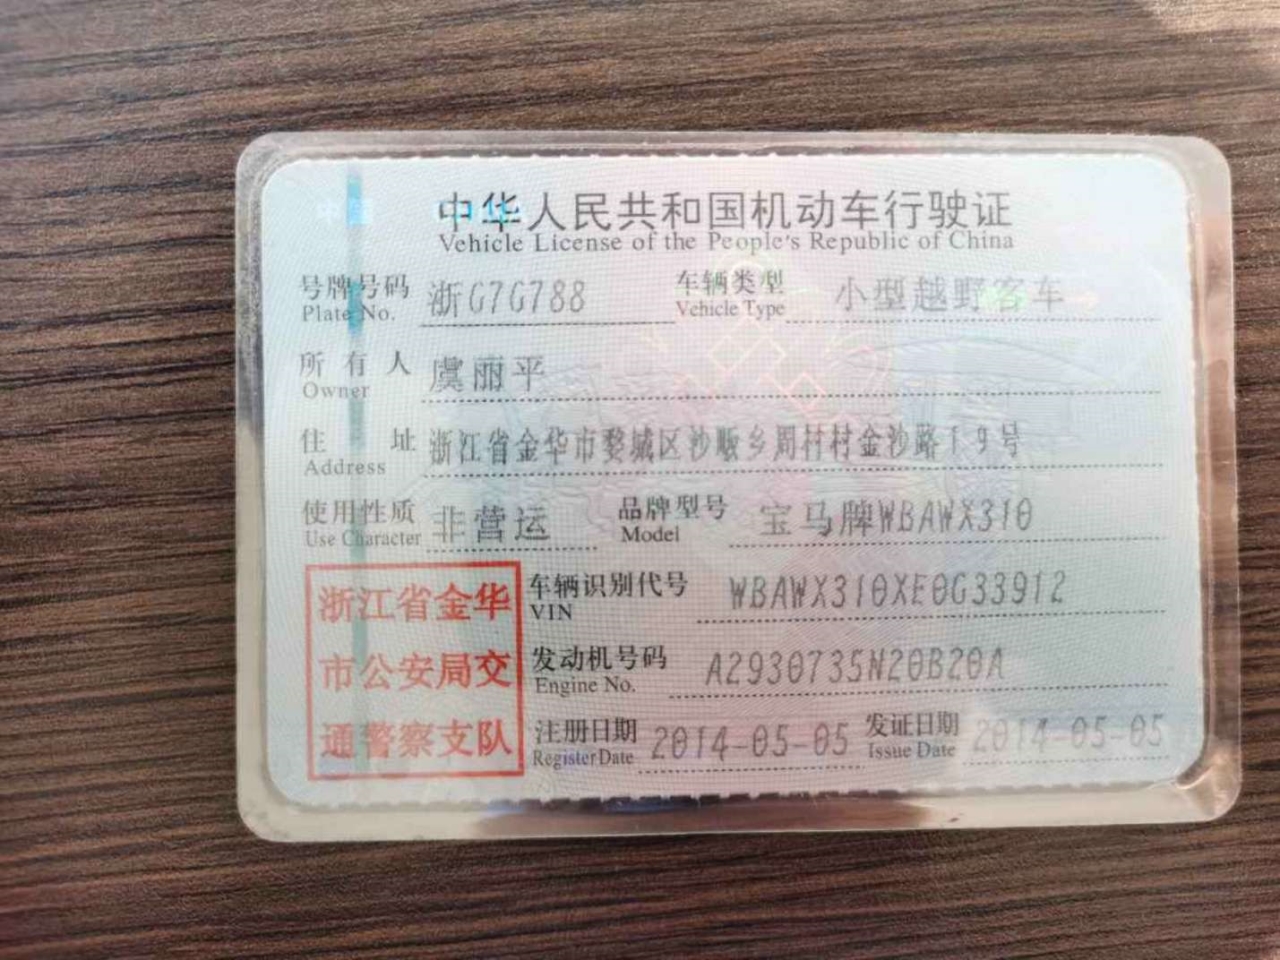 中华人民共和国机动车行驶证
Vehicle License of the People's Republic of China
号牌号码 浙G7G788 车辆类型 小型越野客车
Plate No. Vehicle Type
所有人 虞丽平
Owner
住址 浙江省金华市婺城区沙畈乡周村村金沙路19号
Address
使用性质 非营运 品牌型号 宝马牌WBAWX310
Use Character Model
浙江省金华 车辆识别代号 WBAWX310XE0G33912
VIN
市公安局交 发动机号码 A2930735N20B20A
Engine No.
通警察支队 注册日期 2014-05-05 发证日期 2014-05-05
Register Date Issue Date